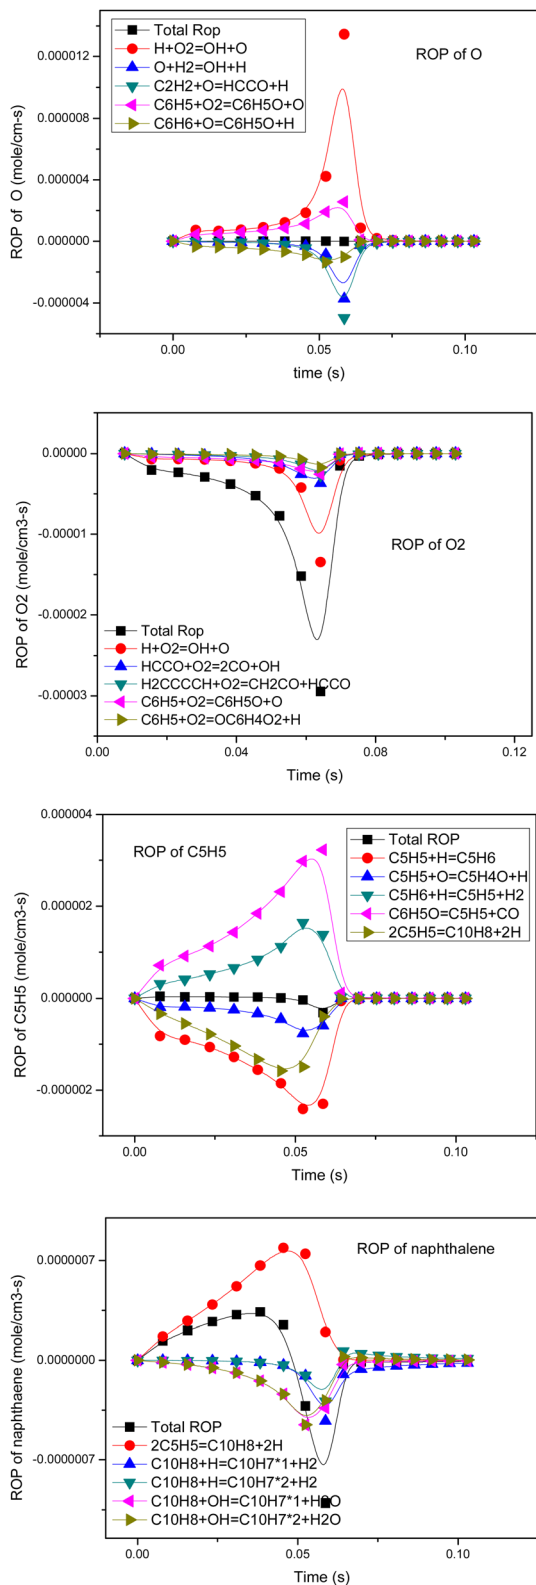 Total Rop
H+O2=OH+O
O+H2=OH+H
C2H2+O=HCCO+H
C6H5+O2=C6H5O+O
C6H6+O=C6H5O+H
ROP of O
0.000012
0.000008
0.000004
0.000000
-0.000004
ROP of O (mole/cm-s)
0.00
0.05
0.10
time (s)
0.00000
-0.00001
-0.00002
-0.00003
ROP of O2 (mole/cm3-s)
ROP of O2
Total Rop
H+O2=OH+O
HCCO+O2=2CO+OH
H2CCCCH+O2=CH2CO+HCCO
C6H5+O2=C6H5O+O
C6H5+O2=OC6H4O2+H
0.00
0.04
0.08
0.12
Time (s)
0.000004
0.000002
0.000000
-0.000002
ROP of C5H5 (mole/cm3-s)
ROP of C5H5
Total ROP
C5H5+H=C5H6
C5H5+O=C5H4O+H
C5H6+H=C5H5+H2
C6H5O=C5H5+CO
2C5H5=C10H8+2H
0.00
0.05
0.10
Time (s)
ROP of naphthalene
0.0000007
0.0000000
-0.0000007
ROP of naphthaene (mole/cm3-s)
Total ROP
2C5H5=C10H8+2H
C10H8+H=C10H7*1+H2
C10H8+H=C10H7*2+H2
C10H8+OH=C10H7*1+H2O
C10H8+OH=C10H7*2+H2O
0.00
0.05
0.10
Time (s)